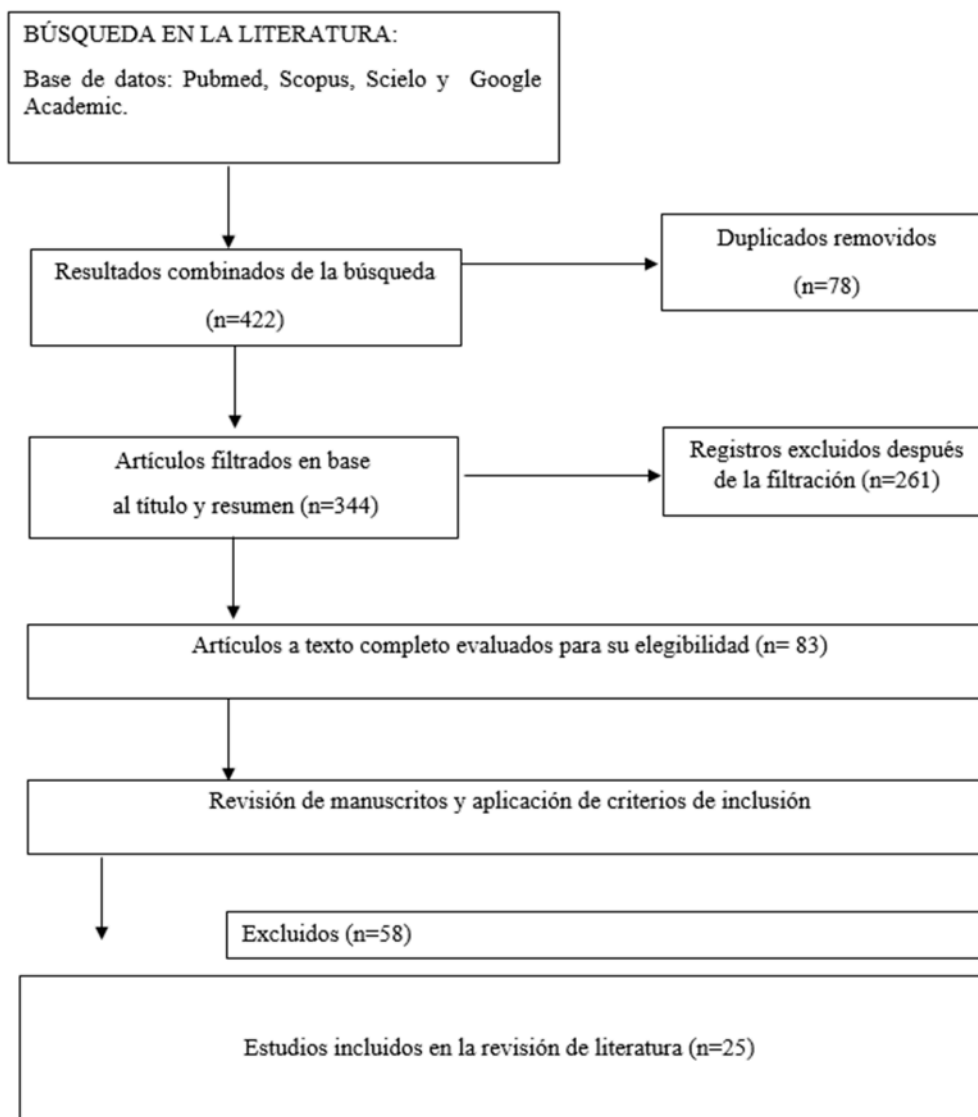 BÚSQUEDA EN LA LITERATURA:
Base de datos: Pubmed, Scopus, Scielo y Google
Academic.
Resultados combinados de la búsqueda
(n=422)
Duplicados removidos
(n=78)
Artículos filtrados en base
al título y resumen (n=344)
Registros excluidos después
de la filtración (n=261)
Artículos a texto completo evaluados para su elegibilidad (n= 83)
Revisión de manuscritos y aplicación de criterios de inclusión
Excluidos (n=58)
Estudios incluidos en la revisión de literatura (n=25)